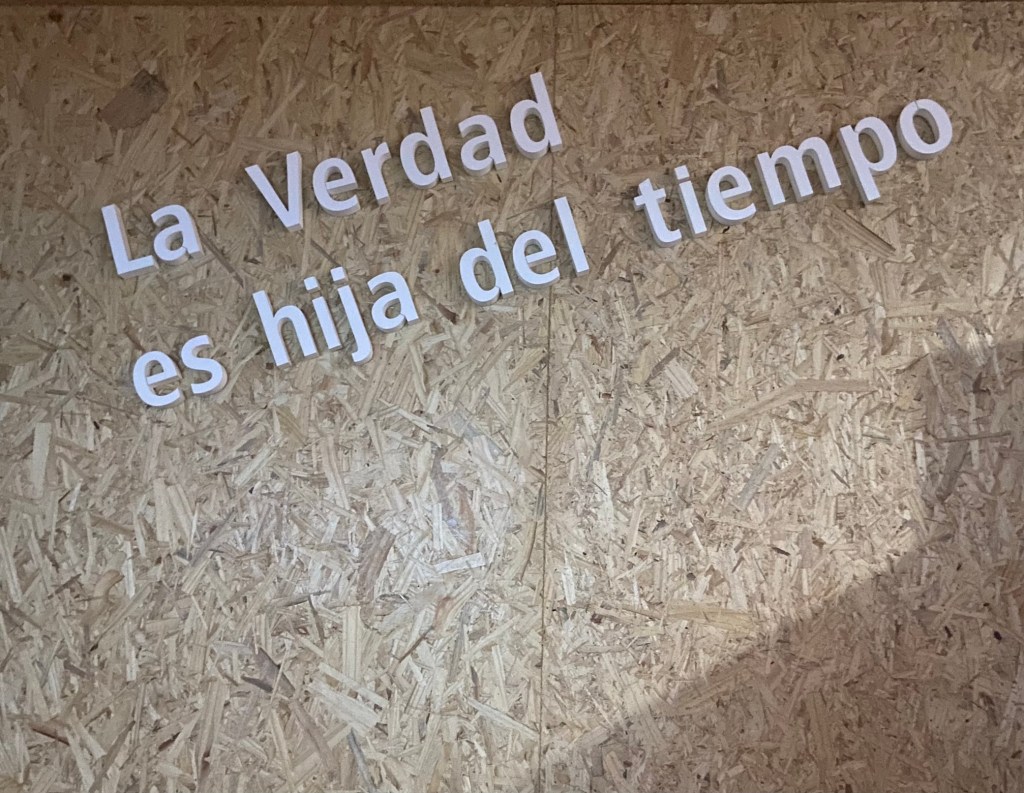 La Verdad
es hija del tiempo